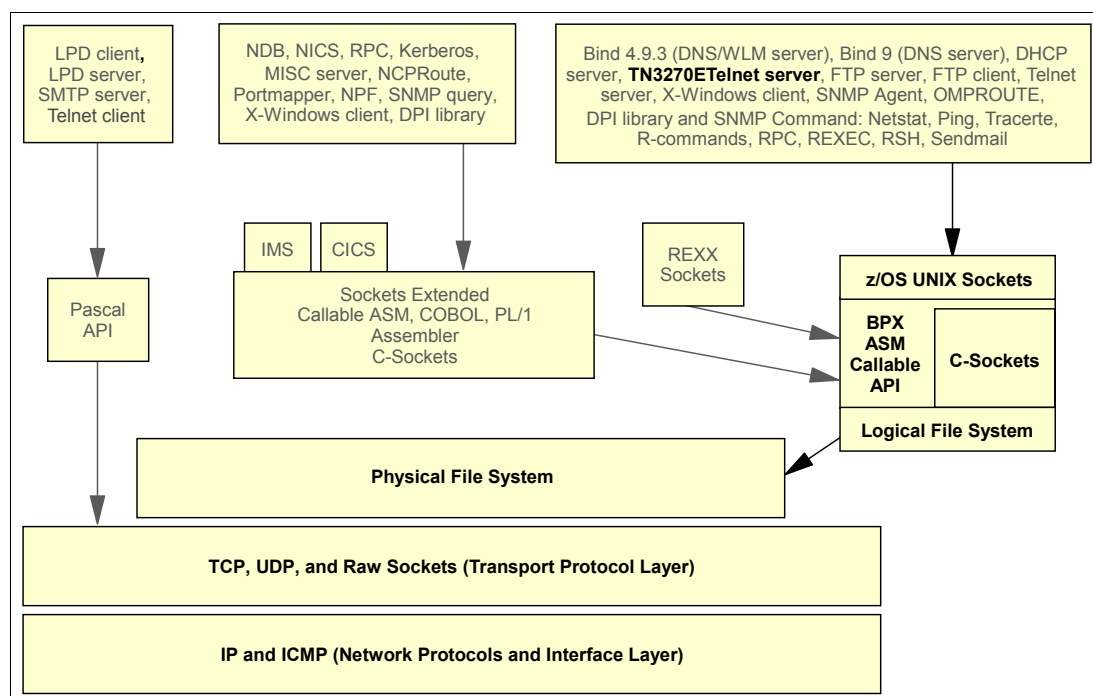 LPD client,
LPD server,
SMTP server,
Telnet client
NDB, NICS, RPC, Kerberos,
MISC server, NCPRoute,
Portmapper, NPF, SNMP query,
X-Windows client, DPI library
Bind 4.9.3 (DNS/WLM server), Bind 9 (DNS server), DHCP
server, TN3270ETelnet server, FTP server, FTP client, Telnet
server, X-Windows client, SNMP Agent, OMPROUTE,
DPI library and SNMP Command: Netstat, Ping, Tracerte,
R-commands, RPC, REXEC, RSH, Sendmail
IMS
CICS
REXX
Sockets
Pascal
API
Sockets Extended
Callable ASM, COBOL, PL/1
Assembler
C-Sockets
z/OS UNIX Sockets
BPX
ASM
Callable
API
C-Sockets
Logical File System
Physical File System
TCP, UDP, and Raw Sockets (Transport Protocol Layer)
IP and ICMP (Network Protocols and Interface Layer)